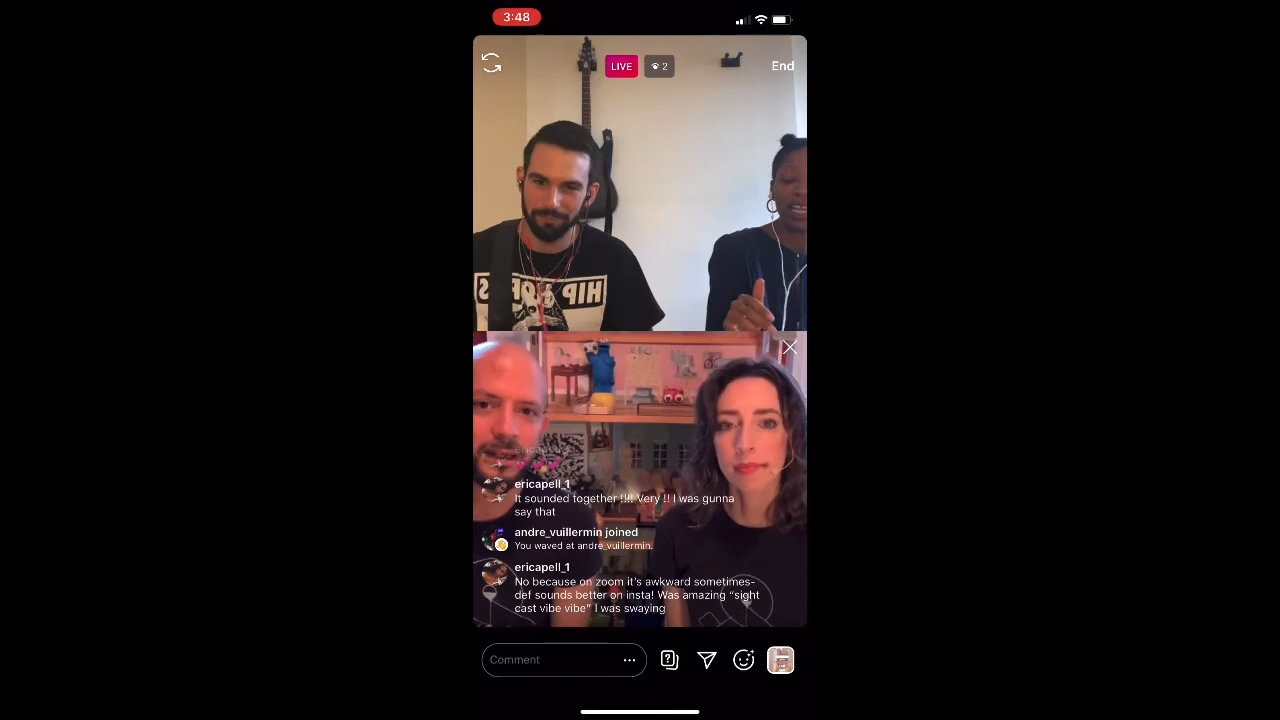 3:48
LIVE
2
End
HIP
ericapell_1
It sounded together !!!! Very !! I was gunna
say that
andre_vuillermin joined
You waved at andre_vuillermin.
ericapell_1
No because on zoom it's awkward sometimes-
def sounds better on insta! Was amazing “sight
cast vibe vibe” I was swaying
Comment